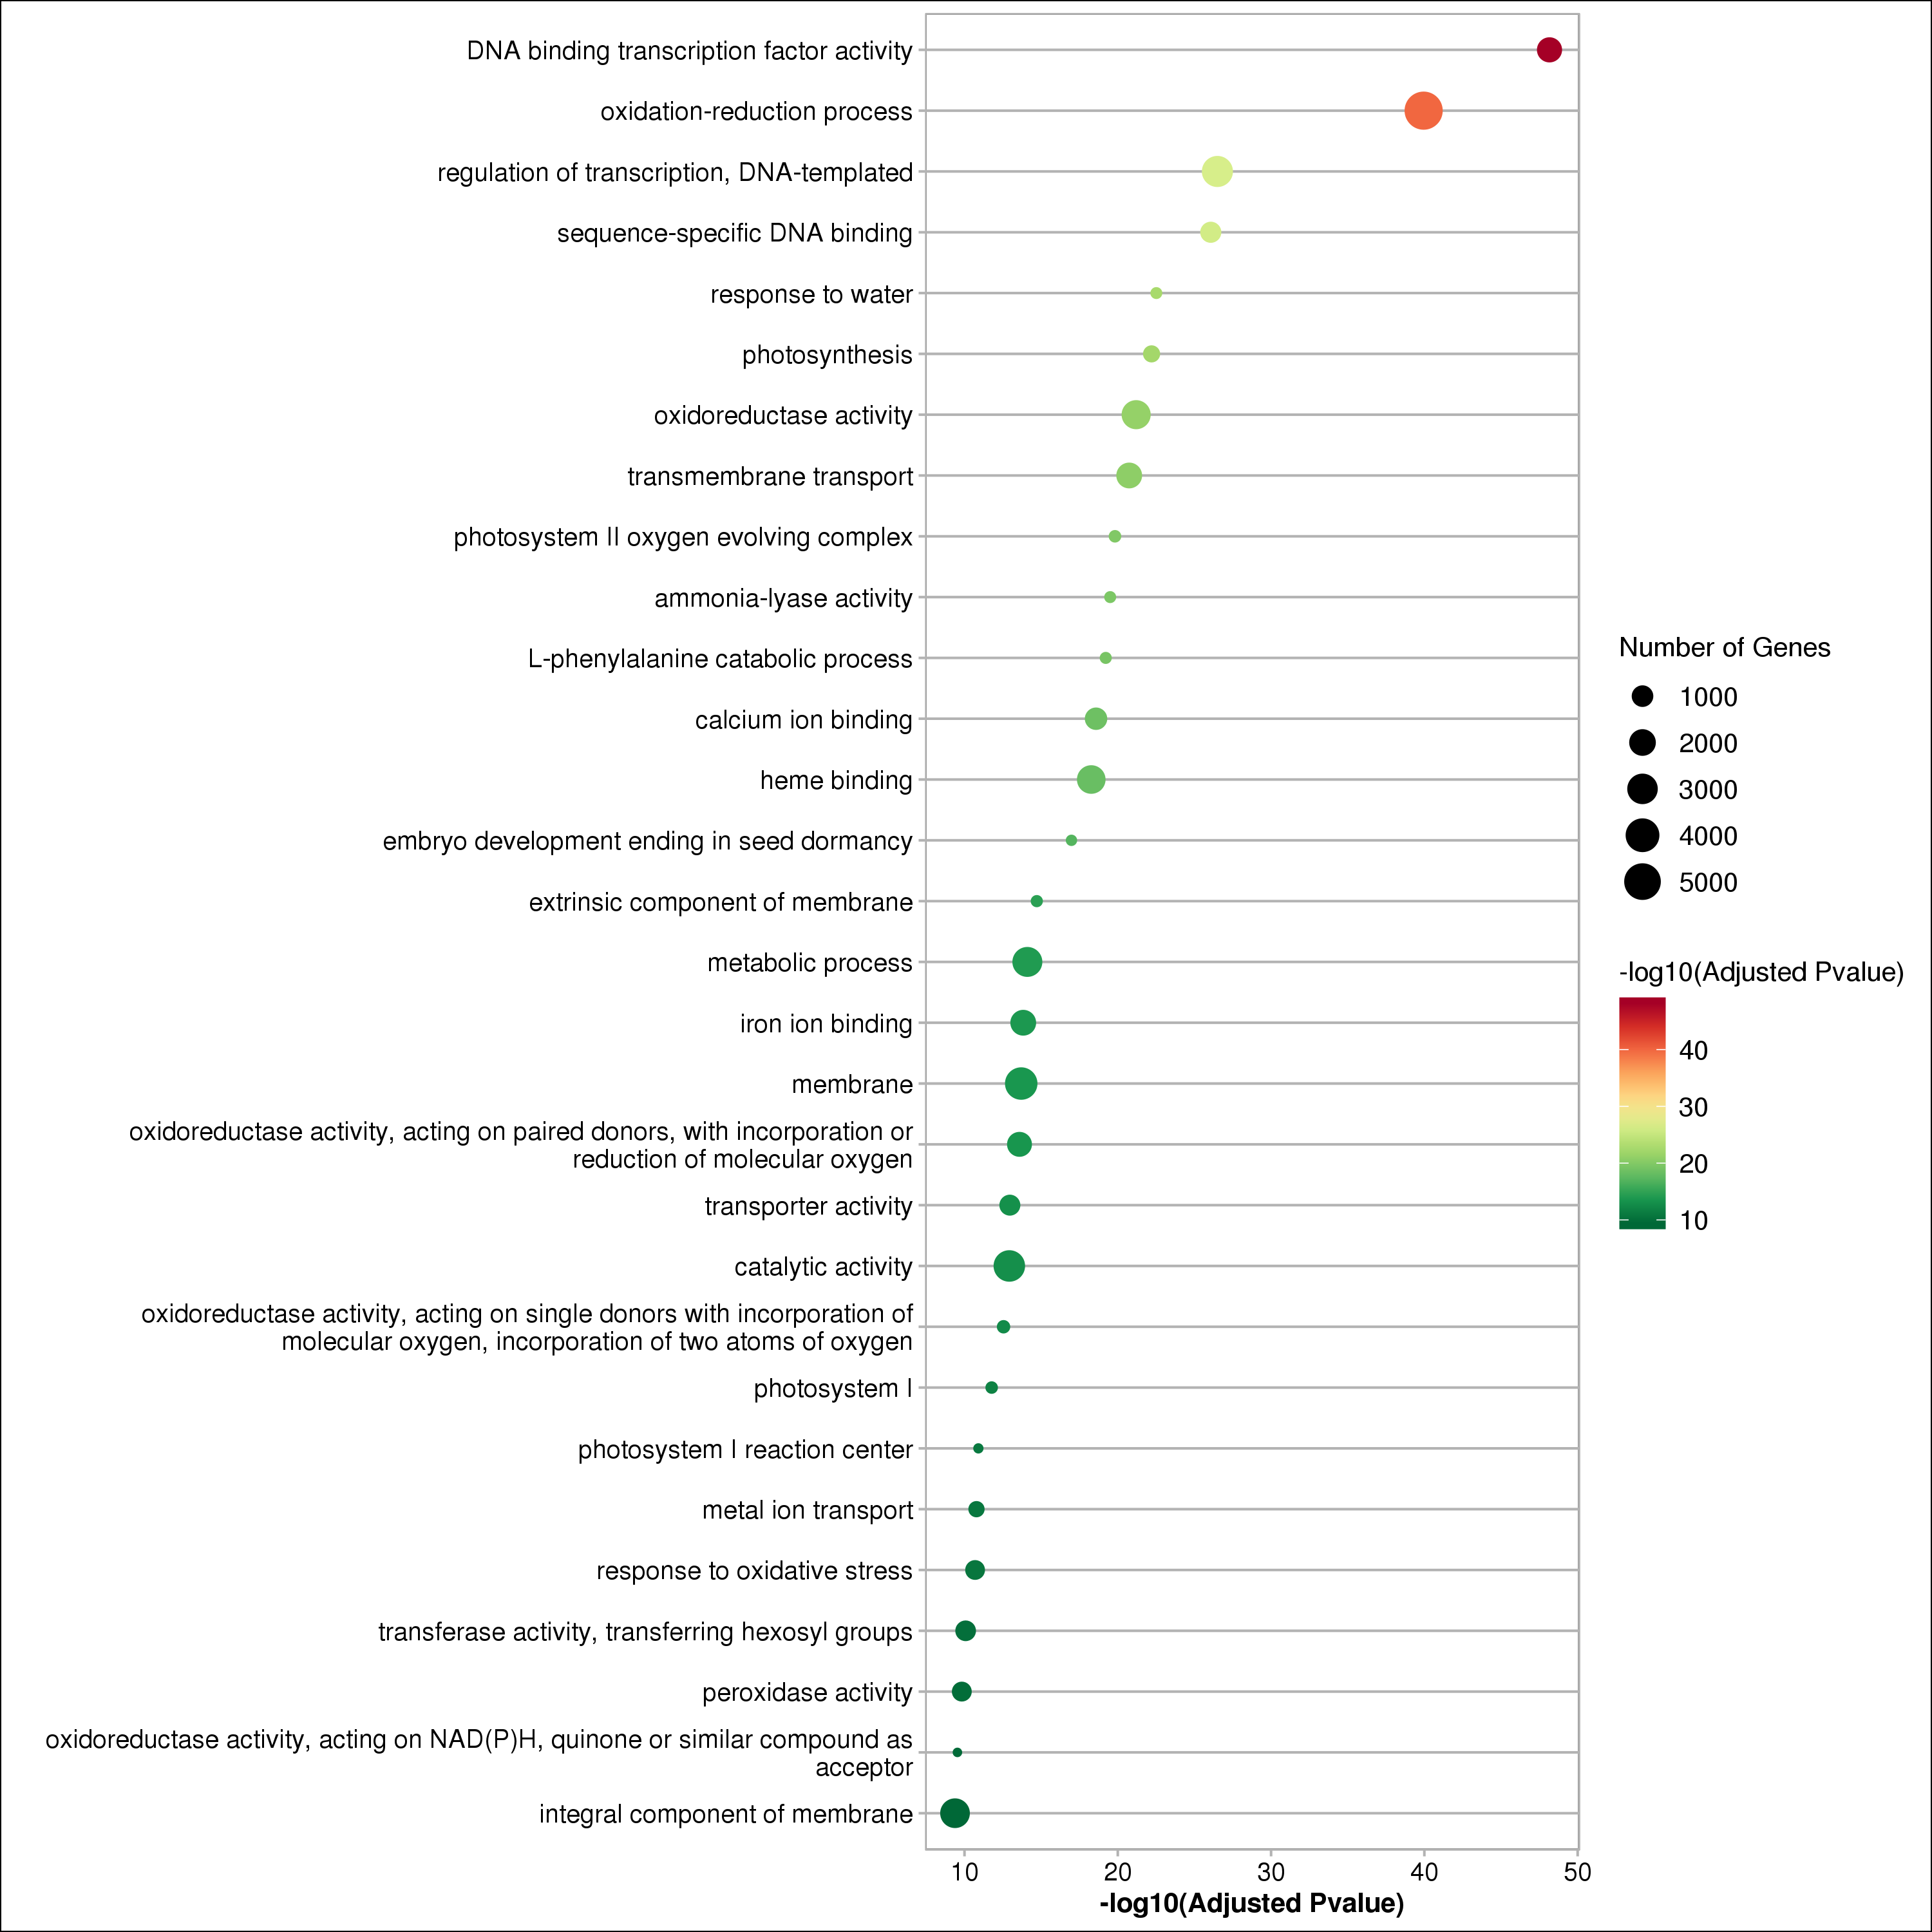 DNA binding transcription factor activity
oxidation-reduction process
regulation of transcription, DNA-templated
sequence-specific DNA binding
response to water
photosynthesis
oxidoreductase activity
transmembrane transport
photosystem II oxygen evolving complex
ammonia-lyase activity
L-phenylalanine catabolic process
calcium ion binding
heme binding
embryo development ending in seed dormancy
extrinsic component of membrane
metabolic process
iron ion binding
membrane
oxidoreductase activity, acting on paired donors, with incorporation or
reduction of molecular oxygen
transporter activity
catalytic activity
oxidoreductase activity, acting on single donors with incorporation of
molecular oxygen, incorporation of two atoms of oxygen
photosystem I
photosystem I reaction center
metal ion transport
response to oxidative stress
transferase activity, transferring hexosyl groups
peroxidase activity
oxidoreductase activity, acting on NAD(P)H, quinone or similar compound as
acceptor
integral component of membrane
10 20 30 40 50
-log10(Adjusted Pvalue)
Number of Genes
1000
2000
3000
4000
5000
-log10(Adjusted Pvalue)
40
30
20
10